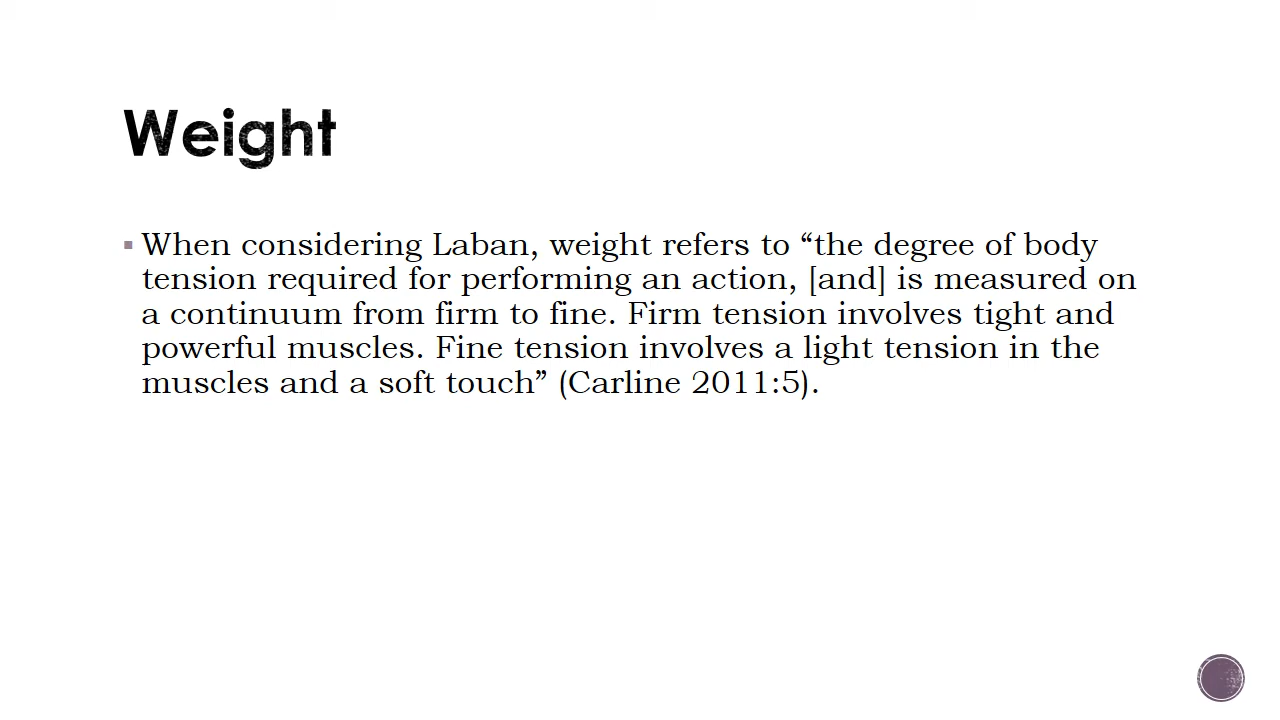 Weight
▪ When considering Laban, weight refers to “the degree of body
tension required for performing an action, [and] is measured on
a continuum from firm to fine. Firm tension involves tight and
powerful muscles. Fine tension involves a light tension in the
muscles and a soft touch” (Carline 2011:5).